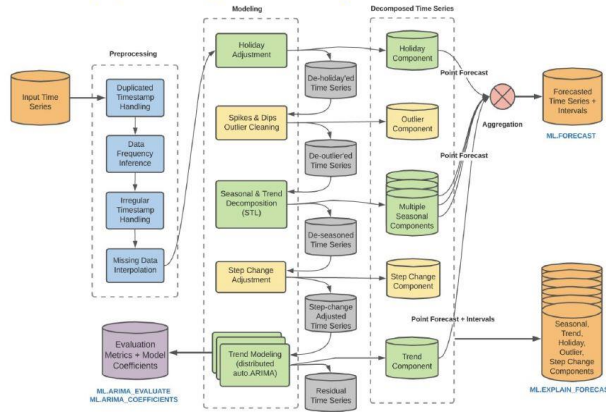 Modeling
Decomposed Time Series
Preprocessing
Input Time
Series
Duplicated
Timestamp
Handling
Data
Frequency
Inference
Irregular
Timestamp
Handling
Missing Data
Interpolation
Holiday
Adjustment
De-holiday'ed
Time Series
Spikes & Dips
Outlier Cleaning
De-outlier'ed
Time Series
Seasonal & Trend
Decomposition
(STL)
De-seasoned
Time Series
Step Change
Adjustment
Step-change
Adjusted
Time Series
Trend Modeling
(distributed
auto.ARIMA)
Residual
Time Series
Holiday
Component
Outlier
Component
Multiple
Seasonal
Components
Step Change
Component
Trend
Component
Point Forecast
Point Forecast
Point Forecast + Intervals
Aggregation
Forecasted
Time Series +
Intervals
ML.FORECAST
Seasonal,
Trend,
Holiday,
Outlier,
Step Change
Components
ML.EXPLAIN_FORECAST
Evaluation
Metrics + Model
Coefficients
ML.ARIMA_EVALUATE
ML.ARIMA_COEFFICIENTS